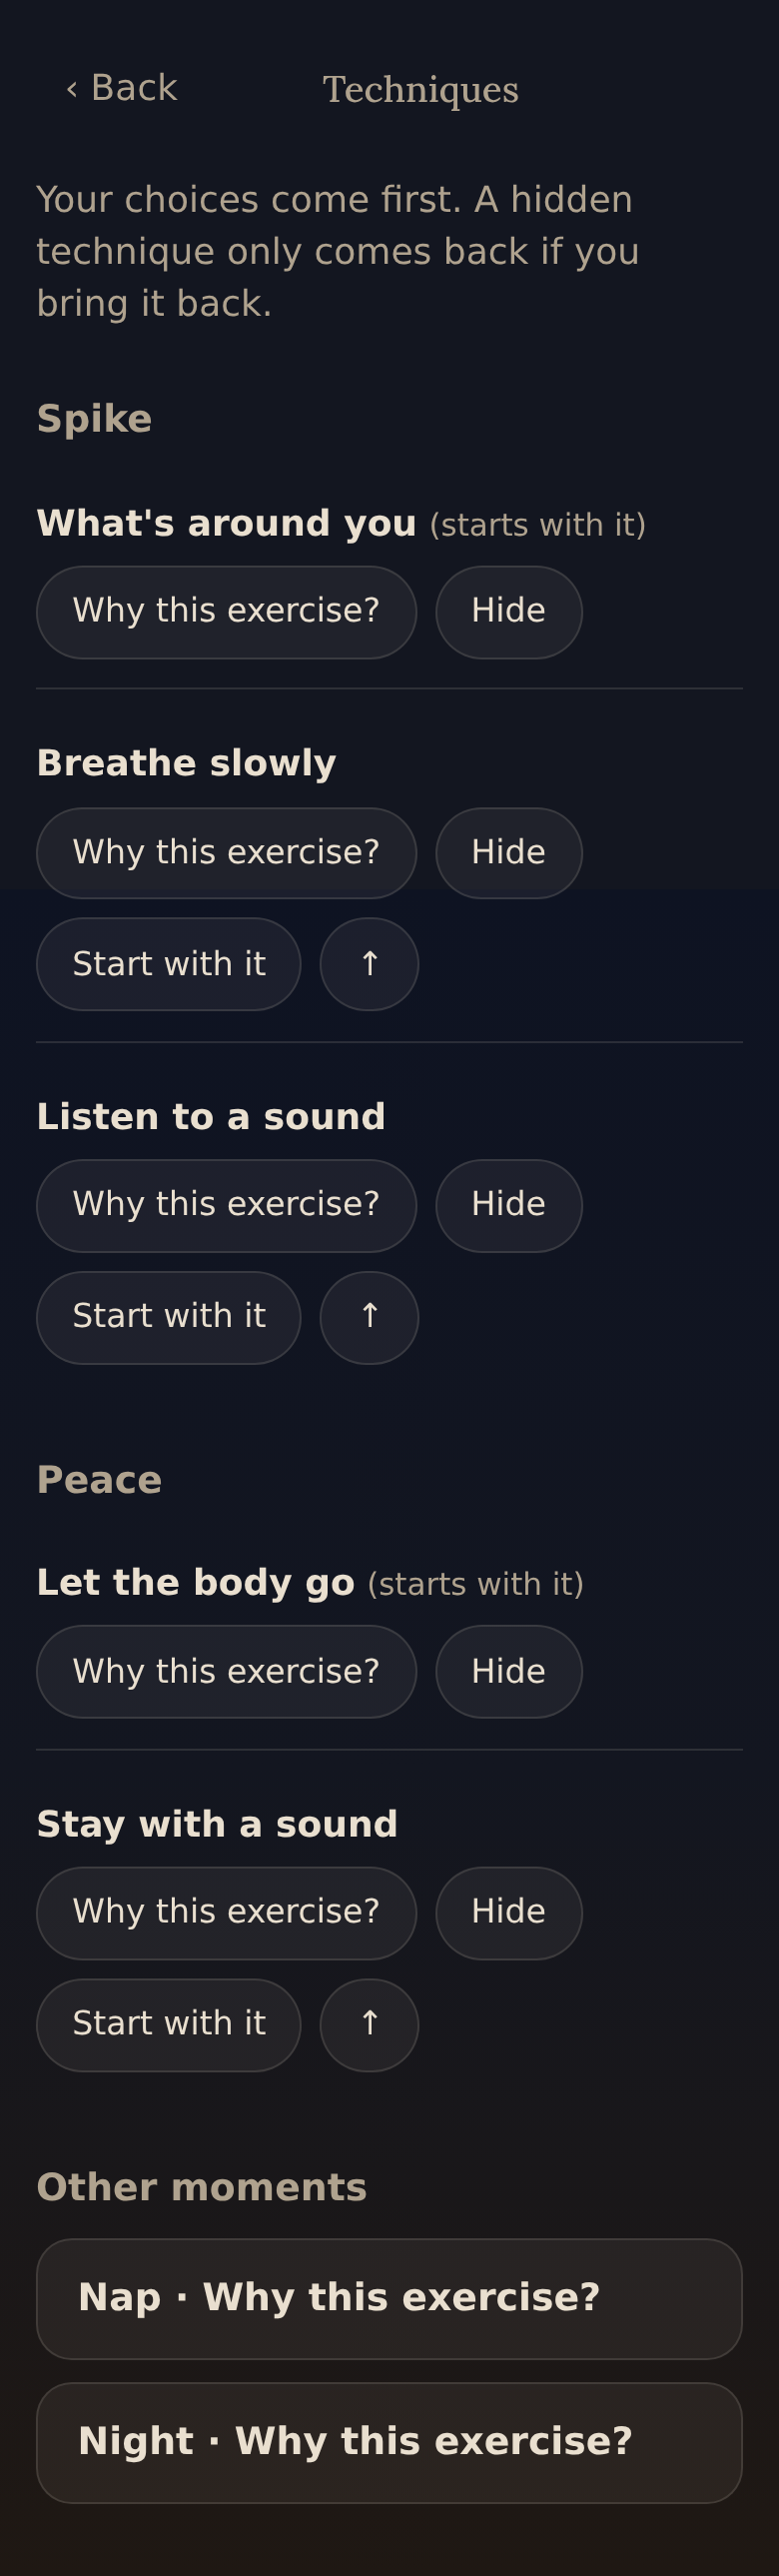 ‹ Back
Techniques
Your choices come first. A hidden
technique only comes back if you
bring it back.
Spike
What's around you (starts with it)
Why this exercise? Hide
Breathe slowly
Why this exercise? Hide
Start with it ↑
Listen to a sound
Why this exercise? Hide
Start with it ↑
Peace
Let the body go (starts with it)
Why this exercise? Hide
Stay with a sound
Why this exercise? Hide
Start with it ↑
Other moments
Nap · Why this exercise?
Night · Why this exercise?